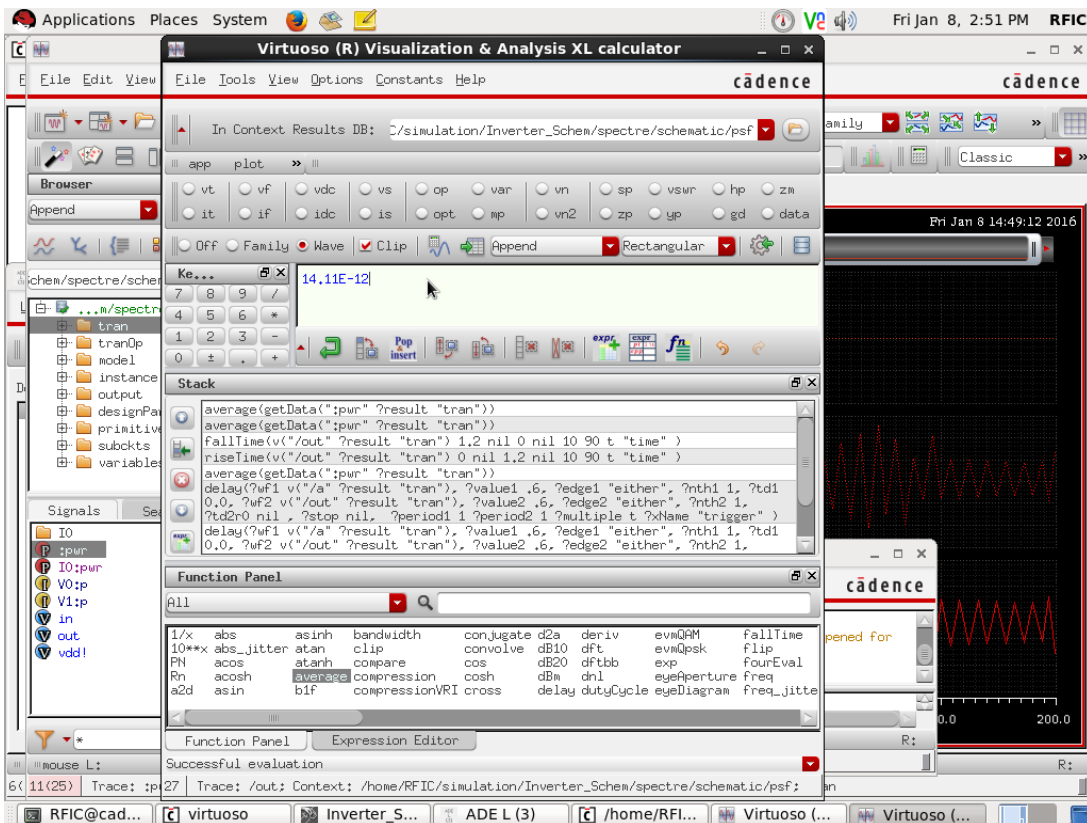 Applications Places System
Fri Jan 8, 2:51 PM RFIC
Virtuoso (R) Visualization & Analysis XL calculator
File Edit View
File Tools View Options Constants Help
cādence
cādence
In Context Results DB: C/simulation/Inverter_Schem/spectre/schematic/psf
amily
»
app plot »
Classic »
Browser
vt vf vdc vs op var vn sp vswr hp zm
Append
it if idc is opt mp vn2 zp yp gd data
Fri Jan 8 14:49:12 2016
Off Family Wave Clip Append Rectangular
chem/spectre/scher
Ke...
14.11E-12
7 8 9 /
...m/spectre
4 5 6 *
tran
1 2 3 -
tranOp
0 ± . +
Pop
insert
expr
expr
fn
model
instance
Stack
output
designPar
average(getData(":pwr" ?result "tran"))
primitive
average(getData(":pwr" ?result "tran"))
subckts
fallTime(v("/out" ?result "tran") 1.2 nil 0 nil 10 90 t "time" )
variables
riseTime(v("/out" ?result "tran") 0 nil 1.2 nil 10 90 t "time" )
average(getData(":pwr" ?result "tran"))
delay(?wf1 v("/a" ?result "tran"), ?value1 .6, ?edge1 "either", ?nth1 1, ?td1
0.0, ?wf2 v("/out" ?result "tran"), ?value2 .6, ?edge2 "either", ?nth2 1,
?td2r0 nil , ?stop nil, ?period1 1 ?period2 1 ?multiple t ?xName "trigger" )
delay(?wf1 v("/a" ?result "tran"), ?value1 .6, ?edge1 "either", ?nth1 1, ?td1
0.0, ?wf2 v("/out" ?result "tran"), ?value2 .6, ?edge2 "either", ?nth2 1,
Signals Sea
I0
:pwr
I0:pwr
V0:p
V1:p
in
out
vdd!
Function Panel
cādence
All
pened for
1/x abs asinh bandwidth conjugate d2a deriv evmQAM fallTime
10**x abs_jitter atan clip convolve dB10 dft evmQpsk flip
PN acos atanh compare cos dB20 dftbb exp fourEval
Rn acosh average compression cosh dBm dnl eyeAperture freq
a2d asin b1f compressionVRI cross delay dutyCycle eyeDiagram freq_jitte
0.0 200.0
*
Function Panel Expression Editor
R:
mouse L:
Successful evaluation
R:
6( 11(25) Trace: :p
27 Trace: /out; Context: /home/RFIC/simulation/Inverter_Schem/spectre/schematic/psf;
an
RFIC@cad... virtuoso Inverter_S... ADE L (3) /home/RFI... Virtuoso (... Virtuoso (...